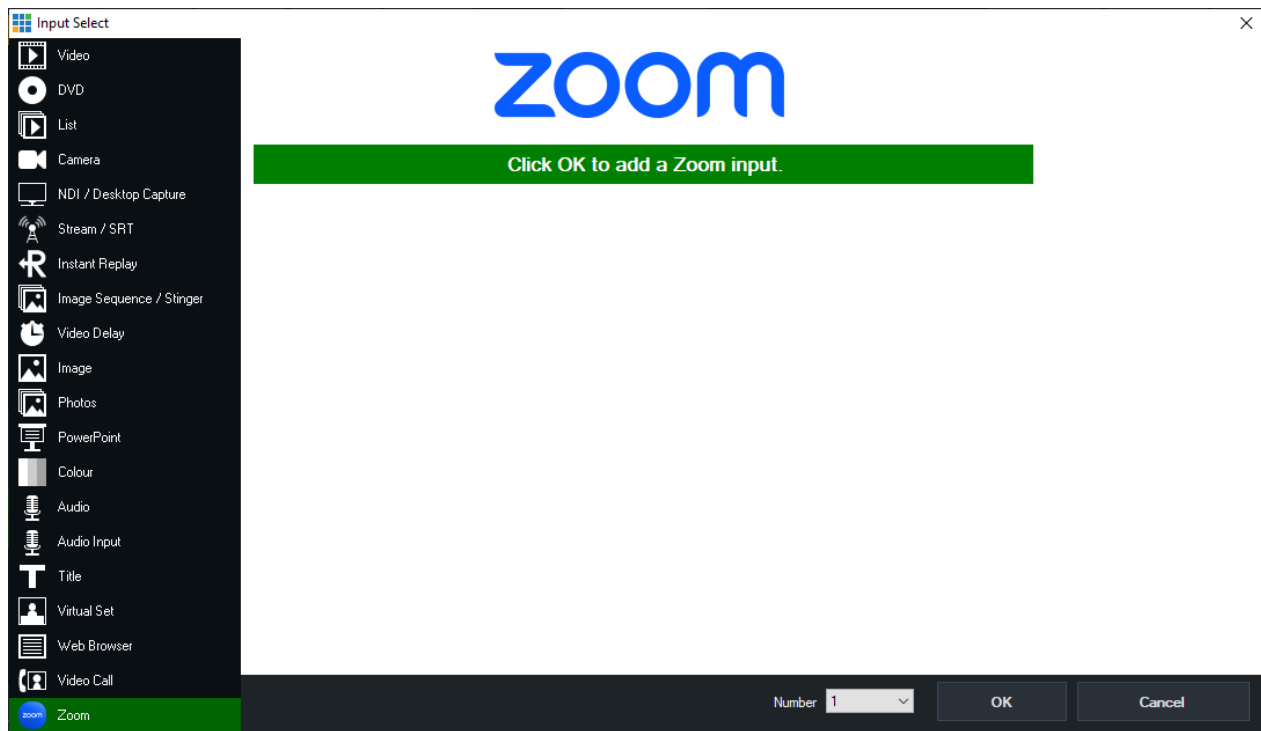 Input Select
Video
DVD
List
Camera
NDI / Desktop Capture
Stream / SRT
Instant Replay
Image Sequence / Stinger
Video Delay
Image
Photos
PowerPoint
Colour
Audio
Audio Input
Title
Virtual Set
Web Browser
Video Call
zoom Zoom
zoom
Click OK to add a Zoom input.
Number 1 OK Cancel